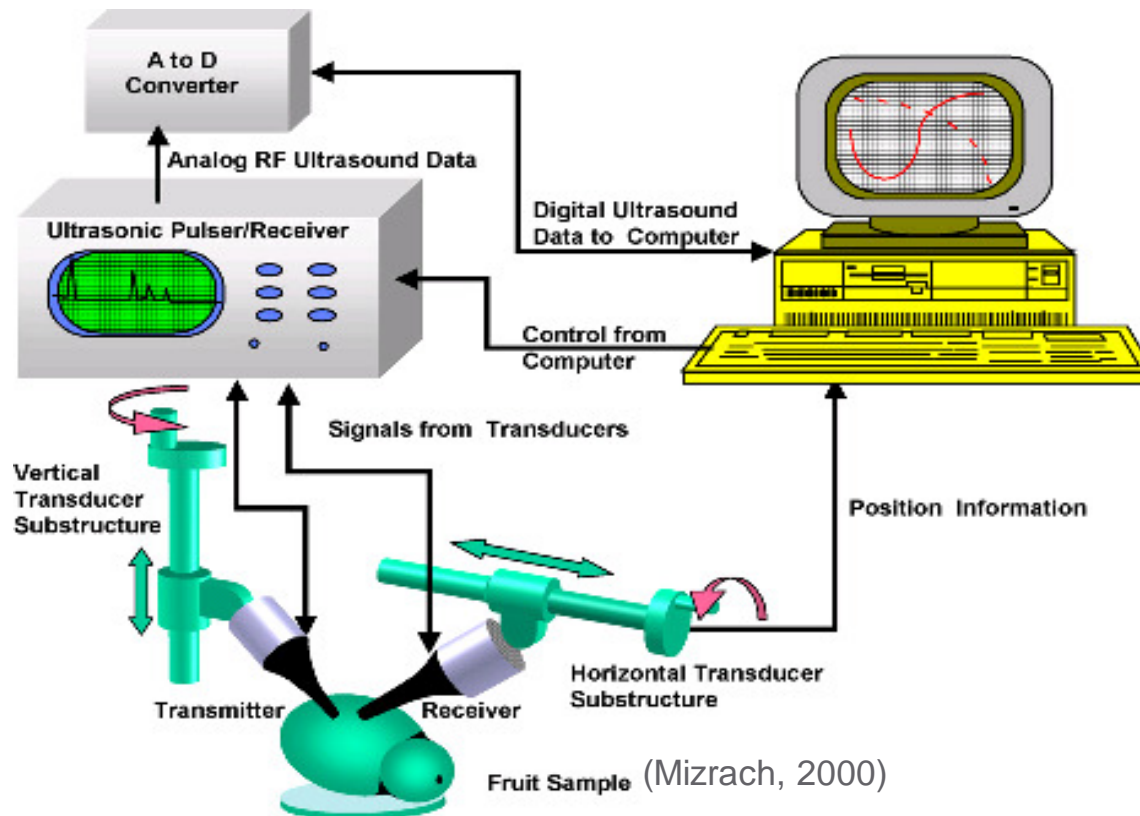 A to D
Converter
Analog RF Ultrasound Data
Ultrasonic Pulser/Receiver
Digital Ultrasound
Data to Computer
Control from
Computer
Signals from Transducers
Vertical
Transducer
Substructure
Position Information
Horizontal Transducer
Substructure
Transmitter
Receiver
Fruit Sample (Mizrach, 2000)